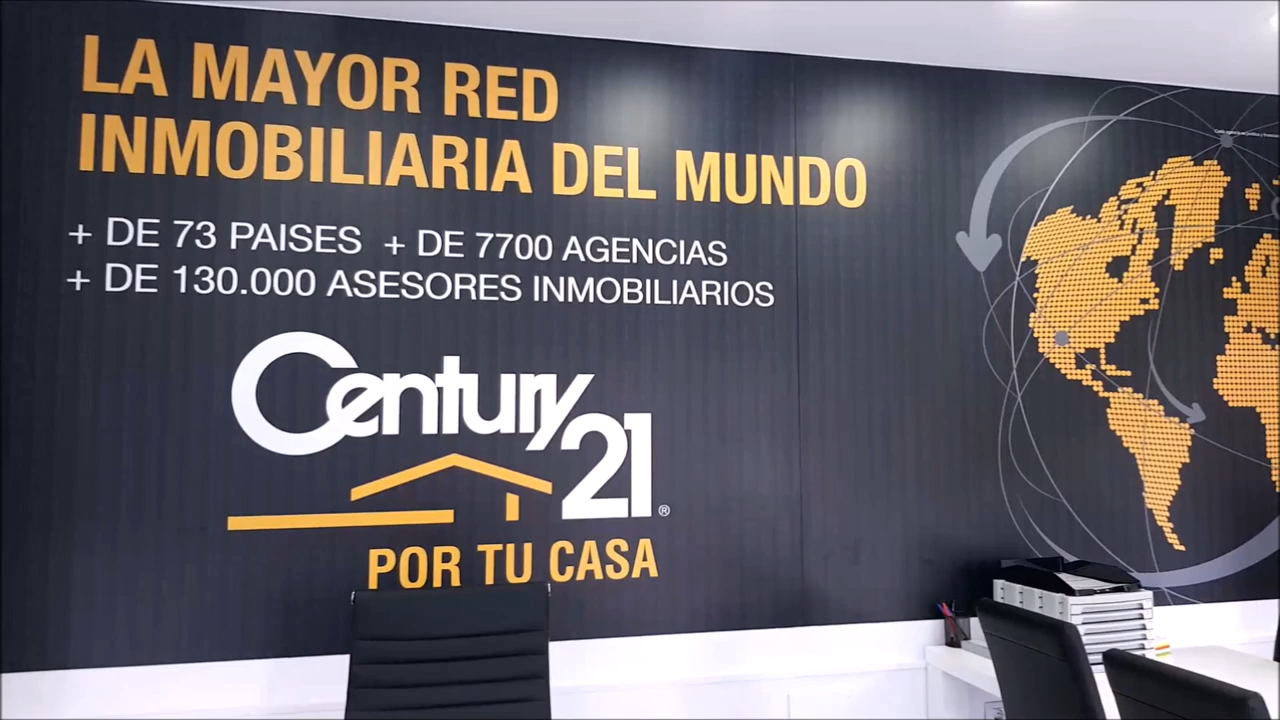 LA MAYOR RED
INMOBILIARIA DEL MUNDO
+ DE 73 PAISES + DE 7700 AGENCIAS
+ DE 130.000 ASESORES INMOBILIARIOS
Century
21®
POR TU CASA